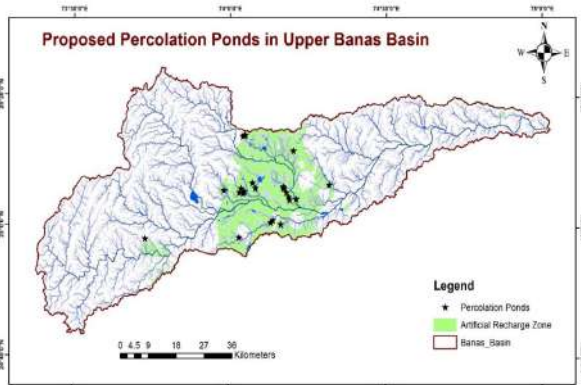 Proposed Percolation Ponds in Upper Banas Basin
N
W E
S
Legend
Percolation Ponds
Artificial Recharge Zone
Banas_Basin
0 4.5 9 18 27 36
Kilometers